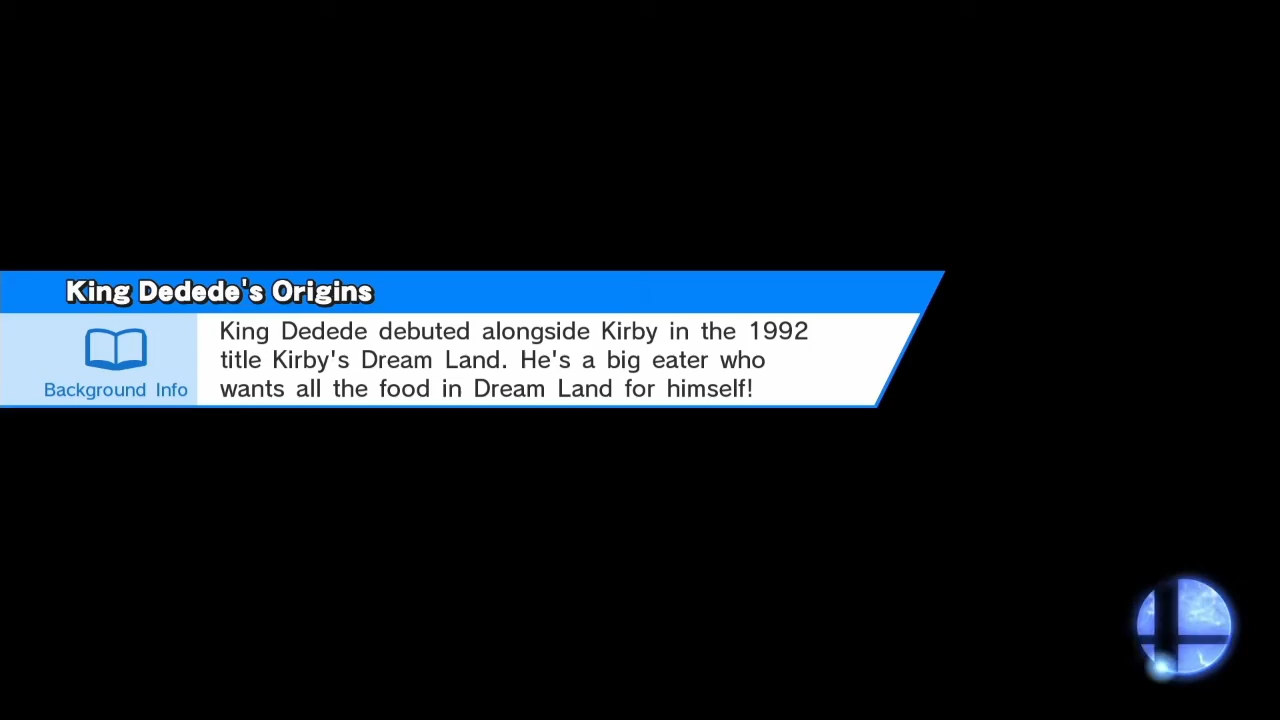 King Dedede's Origins
King Dedede debuted alongside Kirby in the 1992
title Kirby's Dream Land. He's a big eater who
wants all the food in Dream Land for himself!
Background Info